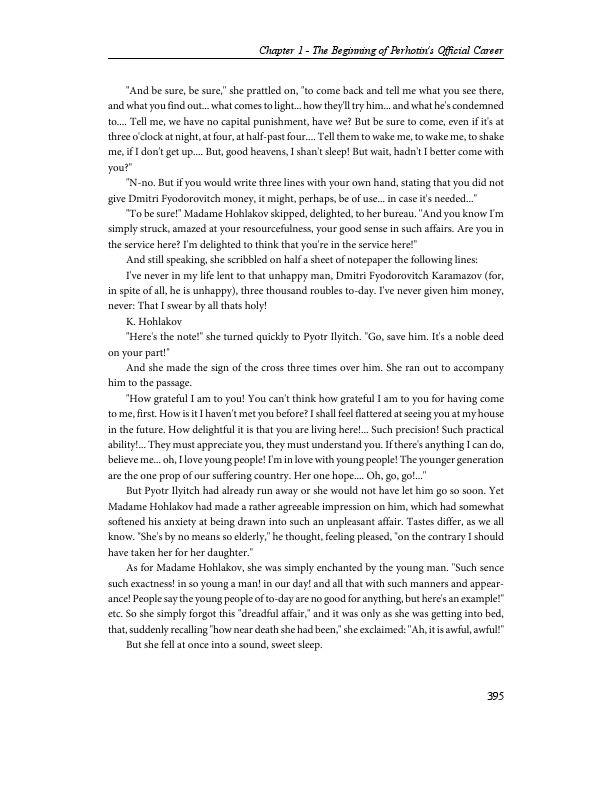 Chapter 1 - The Beginning of Perhotin's Official Career
"And be sure, be sure," she prattled on, "to come back and tell me what you see there,
and what you find out... what comes to light... how they'll try him... and what he's condemned
to.... Tell me, we have no capital punishment, have we? But be sure to come, even if it's at
three o'clock at night, at four, at half-past four.... Tell them to wake me, to wake me, to shake
me, if I don't get up.... But, good heavens, I shan't sleep! But wait, hadn't I better come with
you?"
"N-no. But if you would write three lines with your own hand, stating that you did not
give Dmitri Fyodorovitch money, it might, perhaps, be of use... in case it's needed..."
"To be sure!" Madame Hohlakov skipped, delighted, to her bureau. "And you know I'm
simply struck, amazed at your resourcefulness, your good sense in such affairs. Are you in
the service here? I'm delighted to think that you're in the service here!"
And still speaking, she scribbled on half a sheet of notepaper the following lines:
I've never in my life lent to that unhappy man, Dmitri Fyodorovitch Karamazov (for,
in spite of all, he is unhappy), three thousand roubles to-day. I've never given him money,
never: That I swear by all thats holy!
K. Hohlakov
"Here's the note!" she turned quickly to Pyotr Ilyitch. "Go, save him. It's a noble deed
on your part!"
And she made the sign of the cross three times over him. She ran out to accompany
him to the passage.
"How grateful I am to you! You can't think how grateful I am to you for having come
to me, first. How is it I haven't met you before? I shall feel flattered at seeing you at my house
in the future. How delightful it is that you are living here!... Such precision! Such practical
ability!... They must appreciate you, they must understand you. If there's anything I can do,
believe me... oh, I love young people! I'm in love with young people! The younger generation
are the one prop of our suffering country. Her one hope.... Oh, go, go!..."
But Pyotr Ilyitch had already run away or she would not have let him go so soon. Yet
Madame Hohlakov had made a rather agreeable impression on him, which had somewhat
softened his anxiety at being drawn into such an unpleasant affair. Tastes differ, as we all
know. "She's by no means so elderly," he thought, feeling pleased, "on the contrary I should
have taken her for her daughter."
As for Madame Hohlakov, she was simply enchanted by the young man. "Such sence
such exactness! in so young a man! in our day! and all that with such manners and appear-
ance! People say the young people of to-day are no good for anything, but here's an example!"
etc. So she simply forgot this "dreadful affair," and it was only as she was getting into bed,
that, suddenly recalling "how near death she had been," she exclaimed: "Ah, it is awful, awful!"
But she fell at once into a sound, sweet sleep.
395